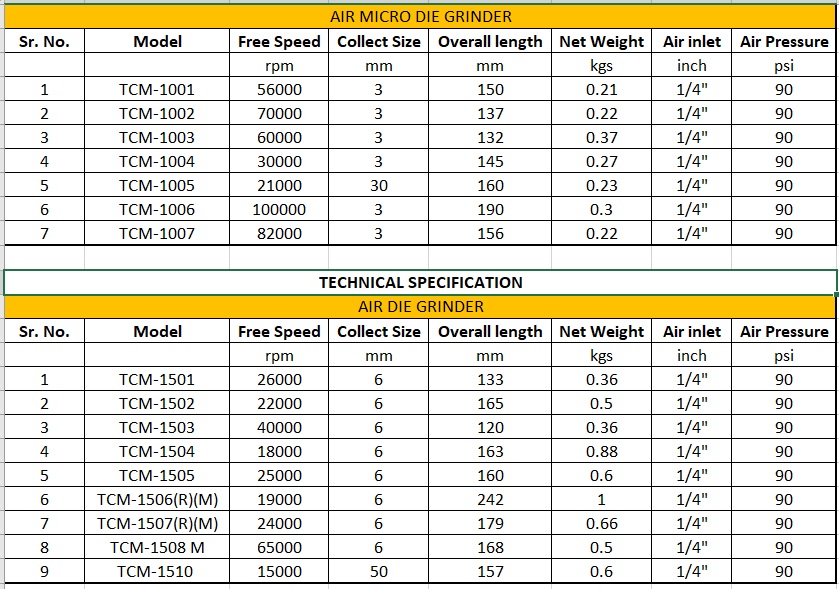 AIR MICRO DIE GRINDER
Sr. No. Model Free Speed Collect Size Overall length Net Weight Air inlet Air Pressure
rpm mm mm kgs inch psi
1 TCM-1001 56000 3 150 0.21 1/4" 90
2 TCM-1002 70000 3 137 0.22 1/4" 90
3 TCM-1003 60000 3 132 0.37 1/4" 90
4 TCM-1004 30000 3 145 0.27 1/4" 90
5 TCM-1005 21000 30 160 0.23 1/4" 90
6 TCM-1006 100000 3 190 0.3 1/4" 90
7 TCM-1007 82000 3 156 0.22 1/4" 90
TECHNICAL SPECIFICATION
AIR DIE GRINDER
Sr. No. Model Free Speed Collect Size Overall length Net Weight Air inlet Air Pressure
rpm mm mm kgs inch psi
1 TCM-1501 26000 6 133 0.36 1/4" 90
2 TCM-1502 22000 6 165 0.5 1/4" 90
3 TCM-1503 40000 6 120 0.36 1/4" 90
4 TCM-1504 18000 6 163 0.88 1/4" 90
5 TCM-1505 25000 6 160 0.6 1/4" 90
6 TCM-1506(R)(M) 19000 6 242 1 1/4" 90
7 TCM-1507(R)(M) 24000 6 179 0.66 1/4" 90
8 TCM-1508 M 65000 6 168 0.5 1/4" 90
9 TCM-1510 15000 50 157 0.6 1/4" 90